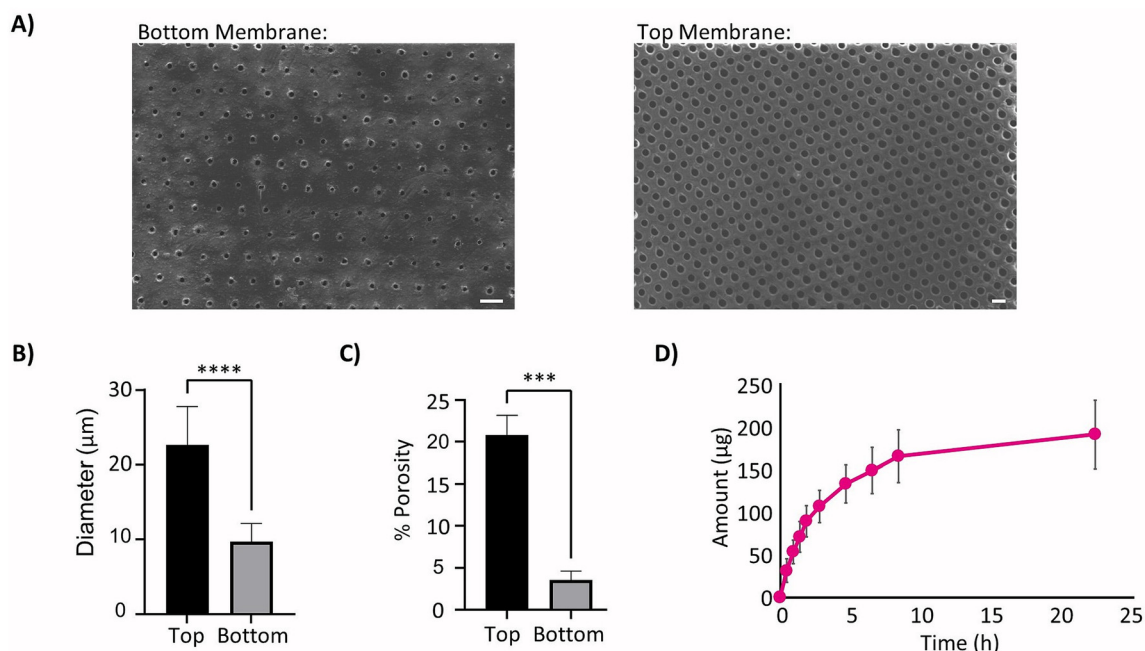 A)
Bottom Membrane:
Top Membrane:
B)
****
30
20
10
0
Diameter (µm)
Top
Bottom
C)
***
25
20
15
10
5
0
% Porosity
Top
Bottom
D)
250
200
150
100
50
0
Amount (µg)
0
5
10
15
20
25
Time (h)